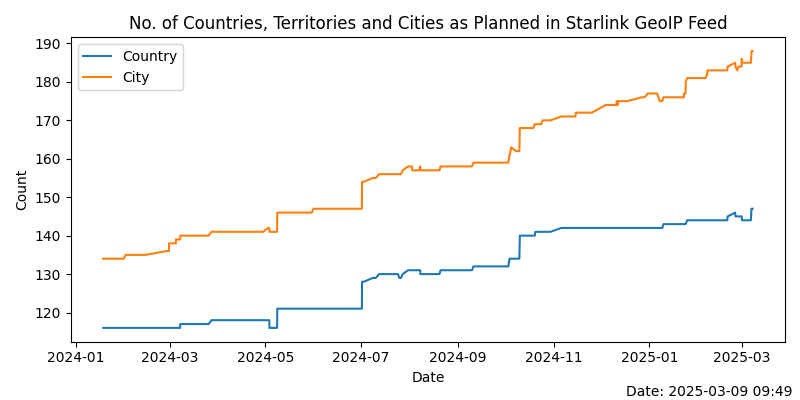 No. of Countries, Territories and Cities as Planned in Starlink GeoIP Feed
Country
City
Count
190
180
170
160
150
140
130
120
2024-01
2024-03
2024-05
2024-07
2024-09
2024-11
2025-01
2025-03
Date
Date: 2025-03-09 09:49